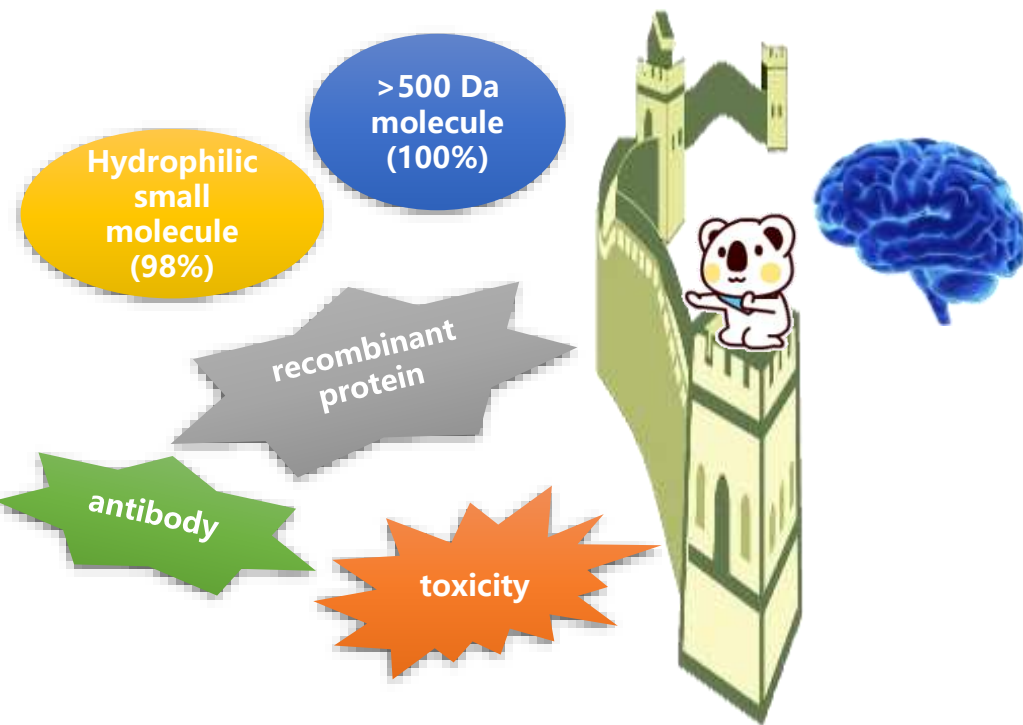 >500 Da
molecule
(100%)
Hydrophilic
small
molecule
(98%)
recombinant
protein
antibody
toxicity